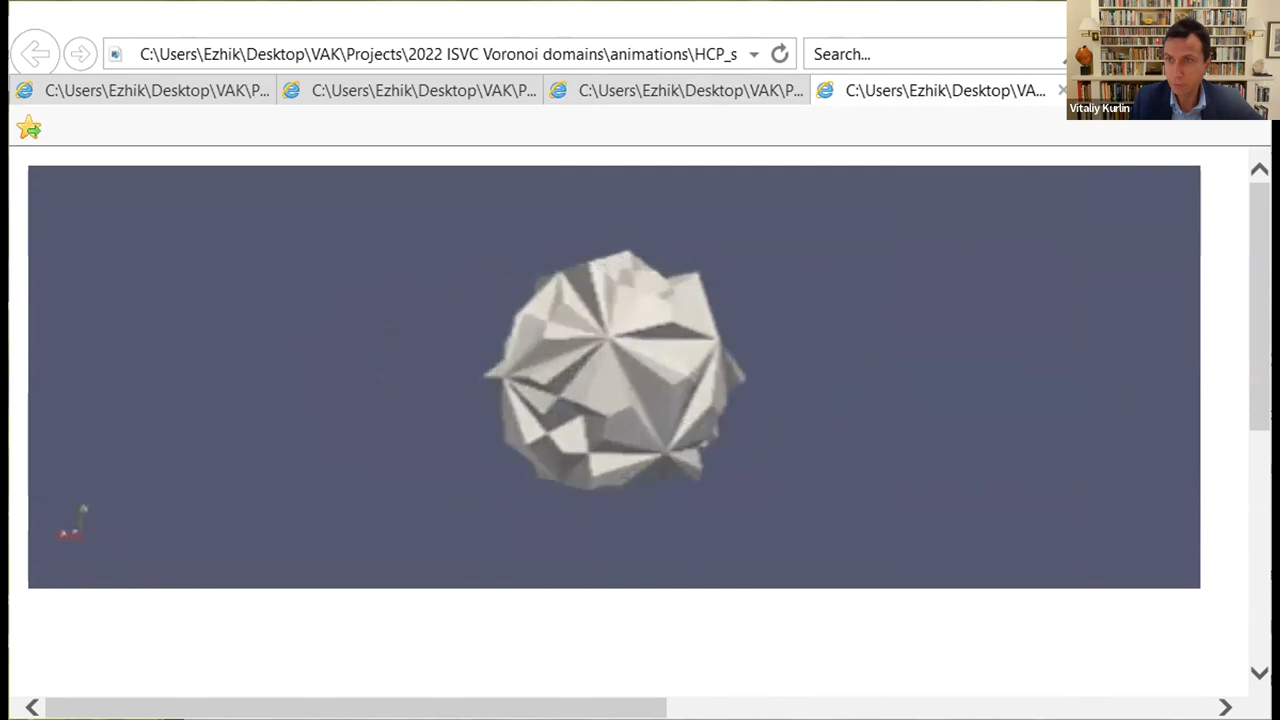 C:\Users\Ezhik\Desktop\VAK\Projects\2022 ISVC Voronoi domains\animations\HCP_s
Search...
C:\Users\Ezhik\Desktop\VAK\P...
C:\Users\Ezhik\Desktop\VAK\P...
C:\Users\Ezhik\Desktop\VAK\P...
C:\Users\Ezhik\Desktop\VA...
Vitaliy Kurlin